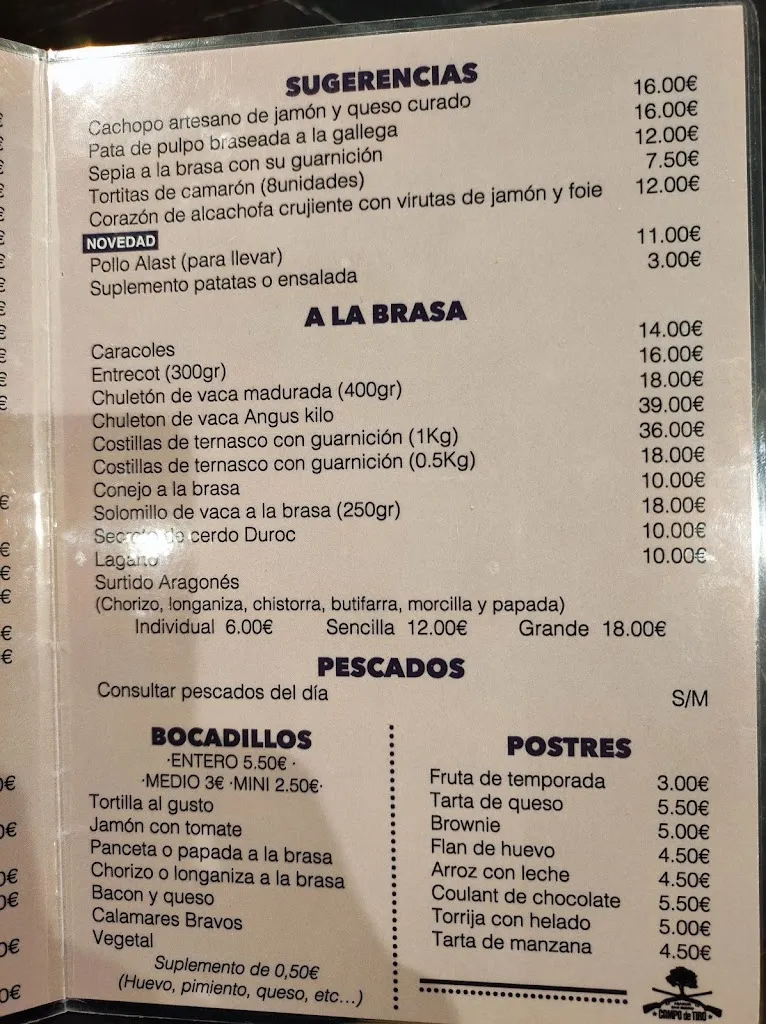 SUGERENCIAS
Cachopo artesano de jamón y queso curado 16.00€
Pata de pulpo braseada a la gallega 16.00€
Sepia a la brasa con su guarnición 12.00€
Tortitas de camarón (8unidades) 7.50€
Corazón de alcachofa crujiente con virutas de jamón y foie 12.00€
NOVEDAD
Pollo Alast (para llevar) 11.00€
Suplemento patatas o ensalada 3.00€
A LA BRASA
Caracoles 14.00€
Entrecot (300gr) 16.00€
Chuletón de vaca madurada (400gr) 18.00€
Chuleton de vaca Angus kilo 39.00€
Costillas de ternasco con guarnición (1Kg) 36.00€
Costillas de ternasco con guarnición (0.5Kg) 18.00€
Conejo a la brasa 10.00€
Solomillo de vaca a la brasa (250gr) 18.00€
Secreto de cerdo Duroc 10.00€
Lagarto 10.00€
Surtido Aragonés
(Chorizo, longaniza, chistorra, butifarra, morcilla y papada)
Individual 6.00€ Sencilla 12.00€ Grande 18.00€
PESCADOS
Consultar pescados del día S/M
BOCADILLOS
·ENTERO 5.50€ ·
·MEDIO 3€ ·MINI 2.50€·
Tortilla al gusto
Jamón con tomate
Panceta o papada a la brasa
Chorizo o longaniza a la brasa
Bacon y queso
Calamares Bravos
Vegetal
Suplemento de 0,50€
(Huevo, pimiento, queso, etc...)
POSTRES
Fruta de temporada 3.00€
Tarta de queso 5.50€
Brownie 5.00€
Flan de huevo 4.50€
Arroz con leche 4.50€
Coulant de chocolate 5.50€
Torrija con helado 5.00€
Tarta de manzana 4.50€
CAMPO de TIRO